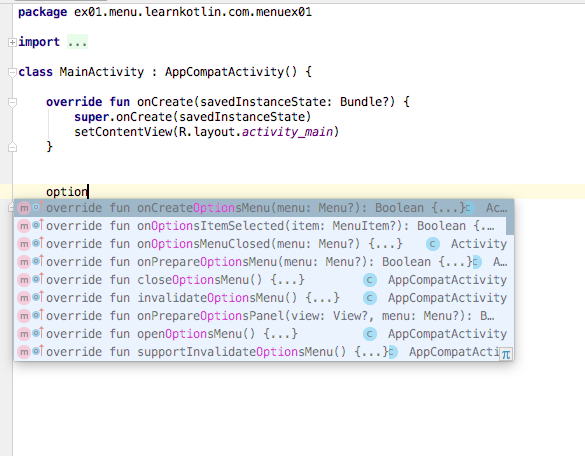 package ex01.menu.learnkotlin.com.menuex01
import ...
class MainActivity : AppCompatActivity() {
override fun onCreate(savedInstanceState: Bundle?) {
super.onCreate(savedInstanceState)
setContentView(R.layout.activity_main)
}
option
m override fun onCreateOptionsMenu(menu: Menu?): Boolean {...} c Ac...
m override fun onOptionsItemSelected(item: MenuItem?): Boolean {...
m override fun onOptionsMenuClosed(menu: Menu?) {...} c Activity
m override fun onPrepareOptionsMenu(menu: Menu?): Boolean {...} c A...
m override fun closeOptionsMenu() {...} c AppCompatActivity
m override fun invalidateOptionsMenu() {...} c AppCompatActivity
m override fun onPrepareOptionsPanel(view: View?, menu: Menu?): B...
m override fun openOptionsMenu() {...} c AppCompatActivity
m override fun supportInvalidateOptionsMenu() {...} c AppCompatActi π